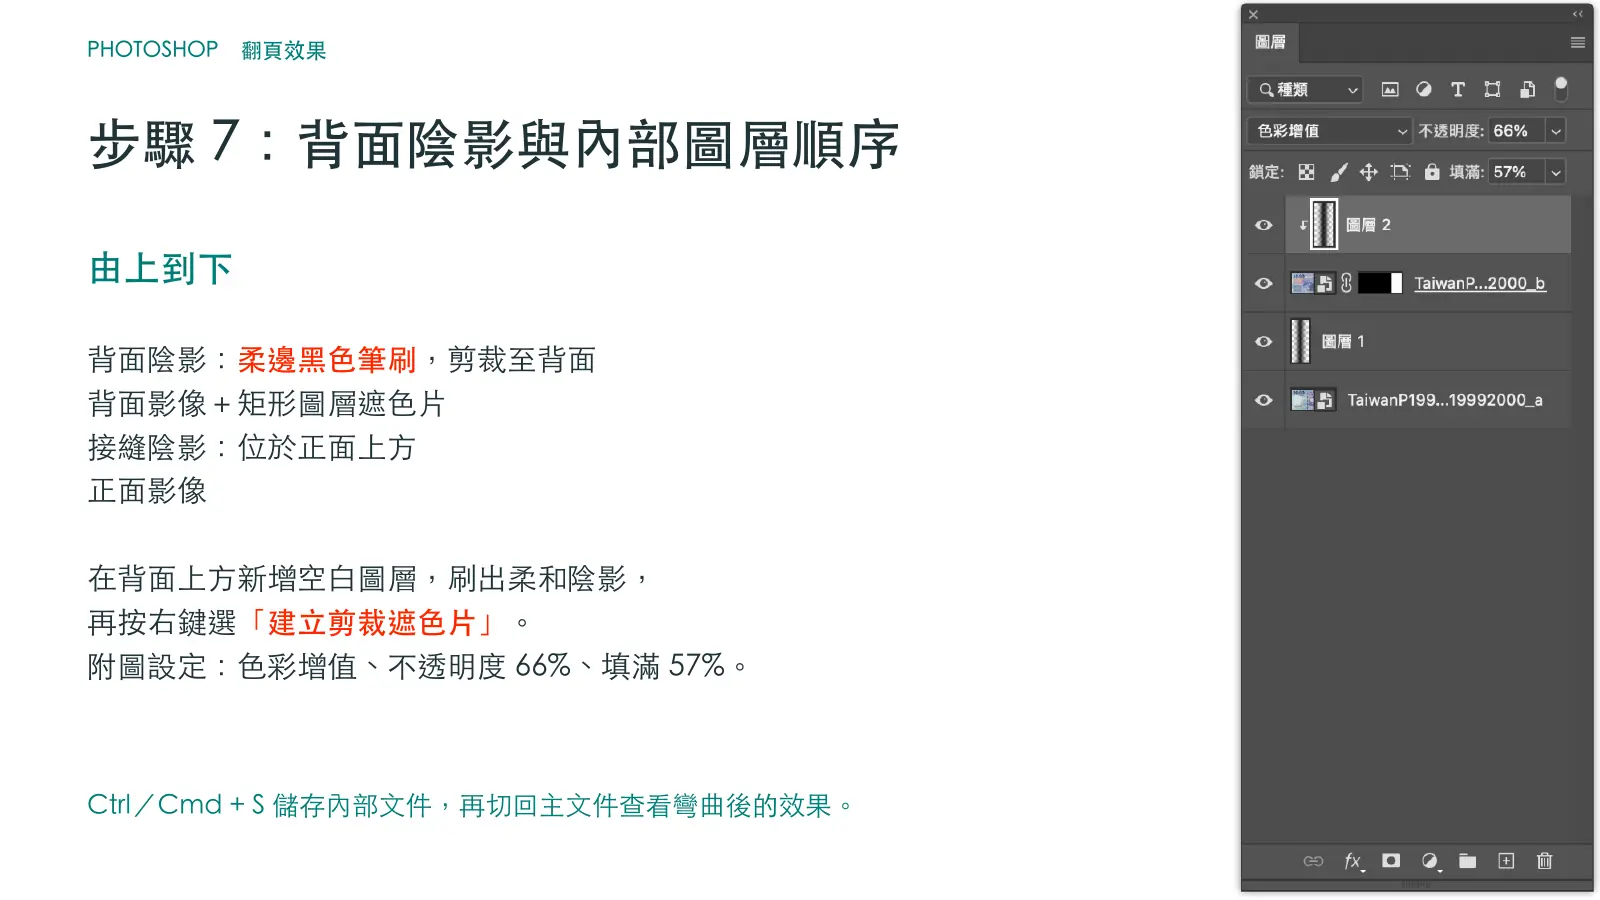 PHOTOSHOP 翻頁效果
步驟 7：背面陰影與內部圖層順序
由上到下
背面陰影：柔邊黑色筆刷，剪裁至背面
背面影像＋矩形圖層遮色片
接縫陰影：位於正面上方
正面影像
在背面上方新增空白圖層，刷出柔和陰影，
再按右鍵選「建立剪裁遮色片」。
附圖設定：色彩增值、不透明度 66%、填滿 57%。
Ctrl／Cmd + S 儲存內部文件，再切回主文件查看彎曲後的效果。
圖層
種類
色彩增值 不透明度: 66%
鎖定: 填滿: 57%
圖層 2
TaiwanP...2000_b
圖層 1
TaiwanP199...19992000_a
fx